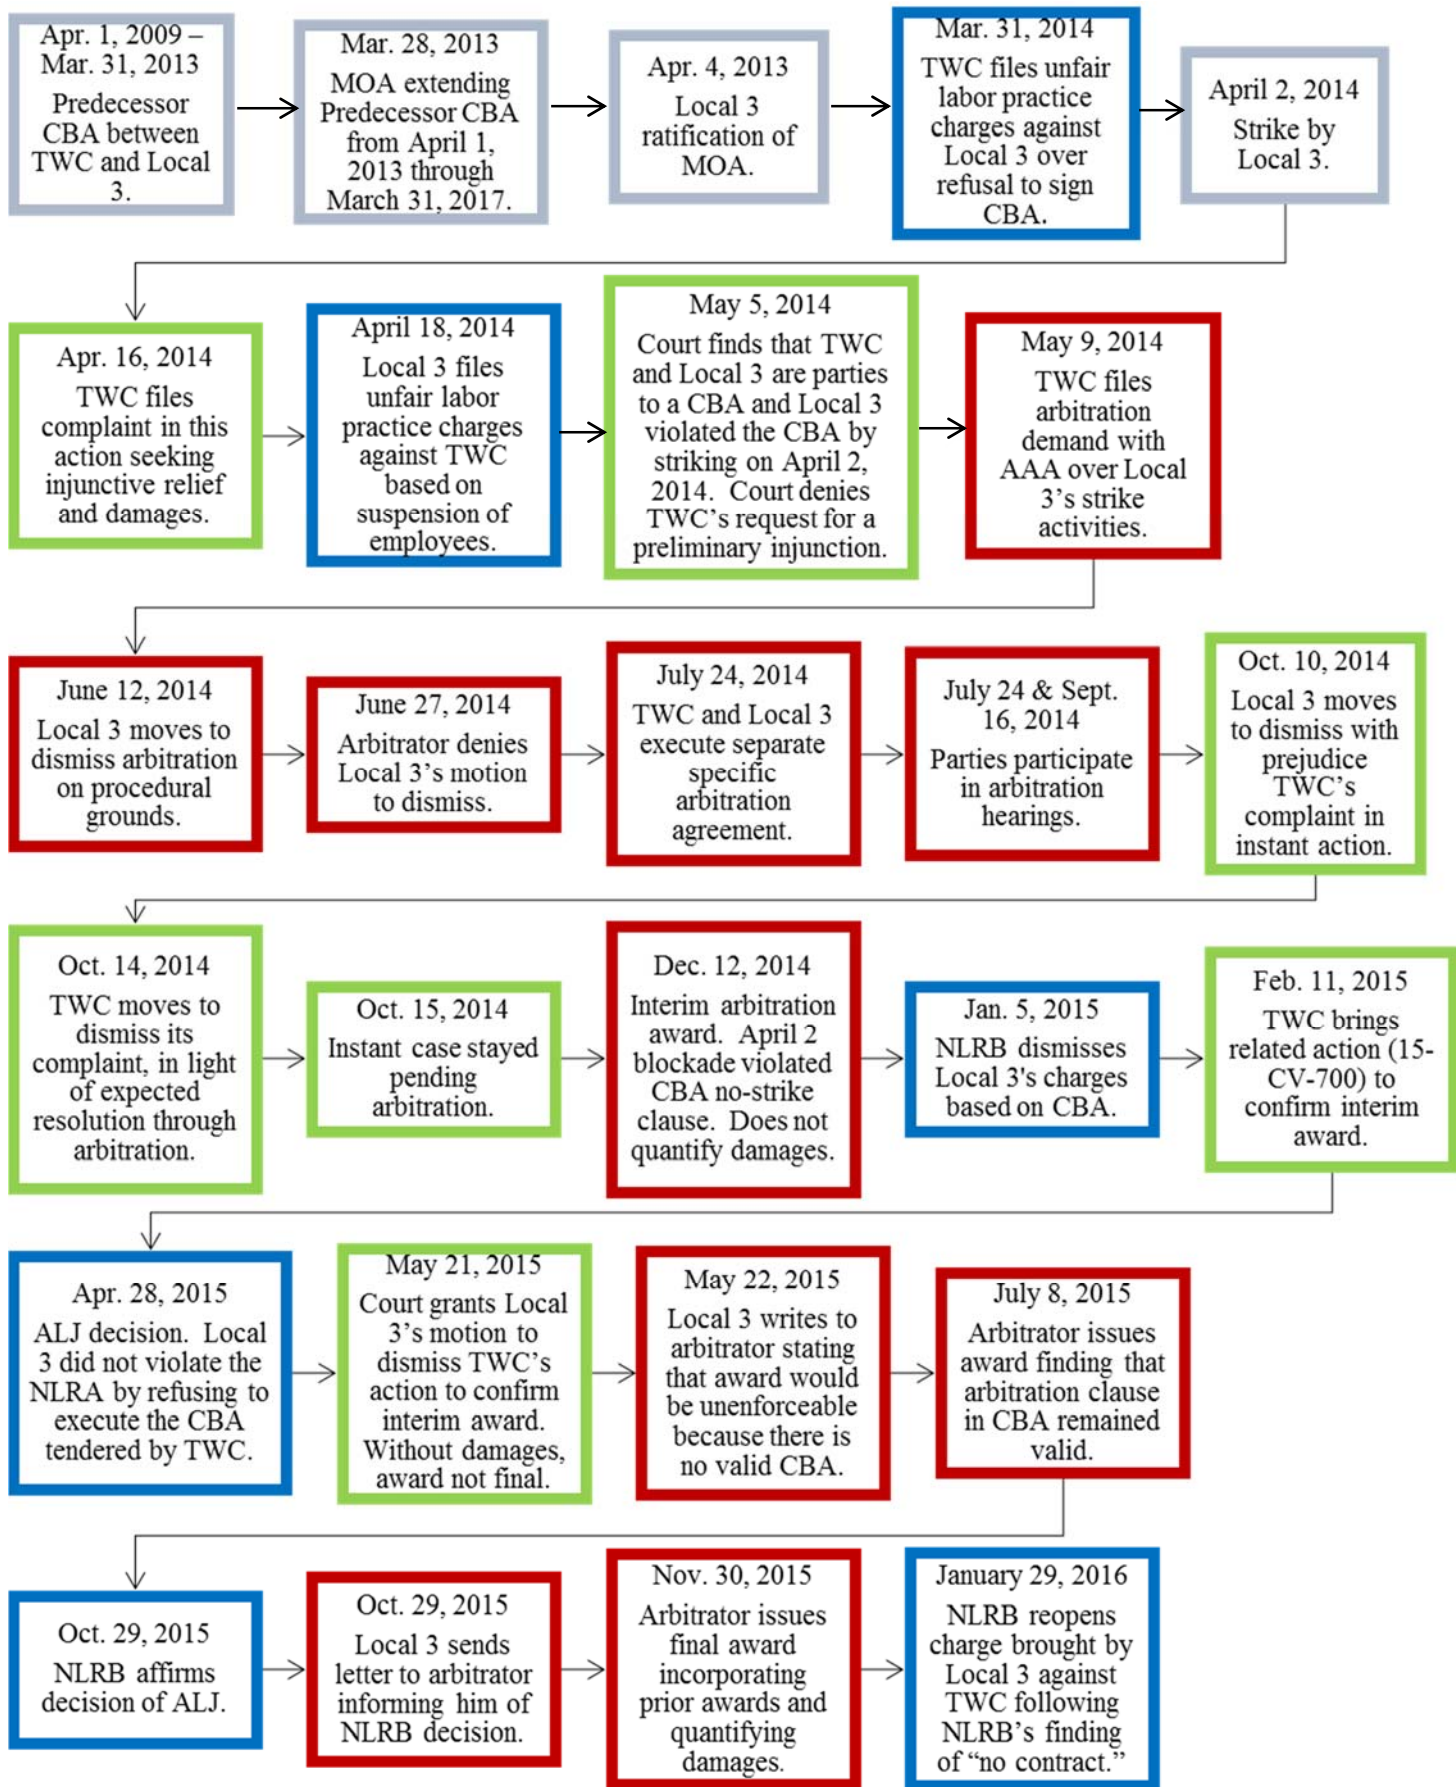 Apr. 1, 2009 –
Mar. 31, 2013
Predecessor
CBA between
TWC and Local
3.
Mar. 28, 2013
MOA extending
Predecessor CBA
from April 1,
2013 through
March 31, 2017.
Apr. 4, 2013
Local 3
ratification of
MOA.
Mar. 31, 2014
TWC files unfair
labor practice
charges against
Local 3 over
refusal to sign
CBA.
April 2, 2014
Strike by
Local 3.
Apr. 16, 2014
TWC files
complaint in this
action seeking
injunctive relief
and damages.
April 18, 2014
Local 3 files
unfair labor
practice charges
against TWC
based on
suspension of
employees.
May 5, 2014
Court finds that TWC
and Local 3 are parties
to a CBA and Local 3
violated the CBA by
striking on April 2,
2014.  Court denies
TWC’s request for a
preliminary injunction.
May 9, 2014
TWC files
arbitration
demand with
AAA over Local
3’s strike
activities.
June 12, 2014
Local 3 moves to
dismiss arbitration
on procedural
grounds.
June 27, 2014
Arbitrator denies
Local 3’s motion
to dismiss.
July 24, 2014
TWC and Local 3
execute separate
specific
arbitration
agreement.
July 24 & Sept.
16, 2014
Parties participate
in arbitration
hearings.
Oct. 10, 2014
Local 3 moves
to dismiss with
prejudice
TWC’s
complaint in
instant action.
Oct. 14, 2014
TWC moves to
dismiss its
complaint, in light
of expected
resolution through
arbitration.
Oct. 15, 2014
Instant case stayed
pending
arbitration.
Dec. 12, 2014
Interim arbitration
award.  April 2
blockade violated
CBA no-strike
clause.  Does not
quantify damages.
Jan. 5, 2015
NLRB dismisses
Local 3's charges
based on CBA.
Feb. 11, 2015
TWC brings
related action (15-
CV-700) to
confirm interim
award.
Apr. 28, 2015
ALJ decision.  Local
3 did not violate the
NLRA by refusing to
execute the CBA
tendered by TWC.
May 21, 2015
Court grants Local
3’s motion to
dismiss TWC’s
action to confirm
interim award.
Without damages,
award not final.
May 22, 2015
Local 3 writes to
arbitrator stating
that award would
be unenforceable
because there is
no valid CBA.
July 8, 2015
Arbitrator issues
award finding that
arbitration clause
in CBA remained
valid.
Oct. 29, 2015
NLRB affirms
decision of ALJ.
Oct. 29, 2015
Local 3 sends
letter to arbitrator
informing him of
NLRB decision.
Nov. 30, 2015
Arbitrator issues
final award
incorporating
prior awards and
quantifying
damages.
January 29, 2016
NLRB reopens
charge brought by
Local 3 against
TWC following
NLRB’s finding
of “no contract.”